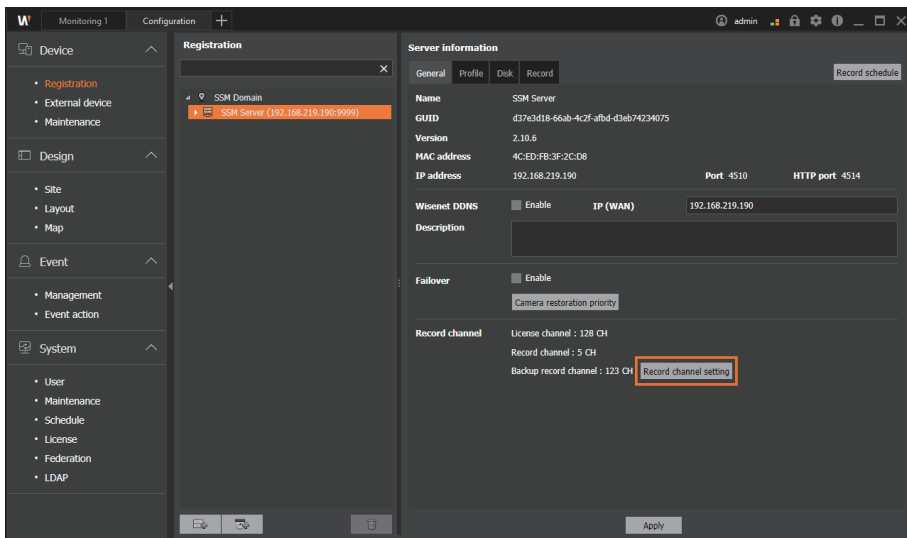 W Monitoring 1 Configuration admin
Device
• Registration
• External device
• Maintenance
Design
• Site
• Layout
• Map
Event
• Management
• Event action
System
• User
• Maintenance
• Schedule
• License
• Federation
• LDAP
Registration
SSM Domain
SSM Server (192.168.219.190:9999)
Server information
General Profile Disk Record Record schedule
Name SSM Server
GUID d37e3d18-66ab-4c2f-afbd-d3eb74234075
Version 2.10.6
MAC address 4C:ED:FB:3F:2C:D8
IP address 192.168.219.190 Port 4510 HTTP port 4514
Wisenet DDNS Enable IP (WAN) 192.168.219.190
Description
Failover Enable
Camera restoration priority
Record channel License channel : 128 CH
Record channel : 5 CH
Backup record channel : 123 CH Record channel setting
Apply